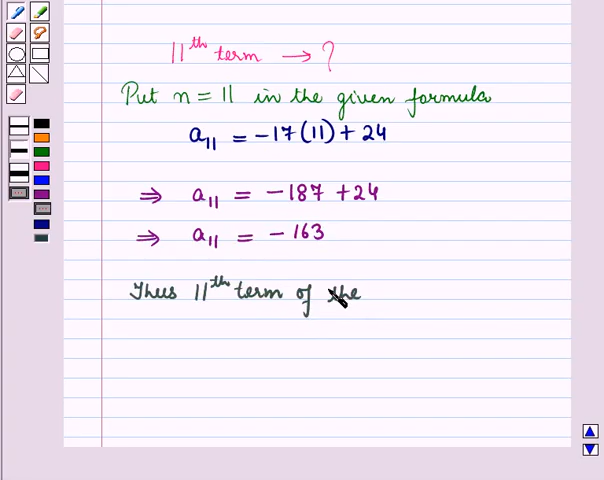 11th term → ?
Put n = 11 in the given formula
a₁₁ = -17(11) + 24
⇒ a₁₁ = -187 + 24
⇒ a₁₁ = -163
Thus 11th term of the